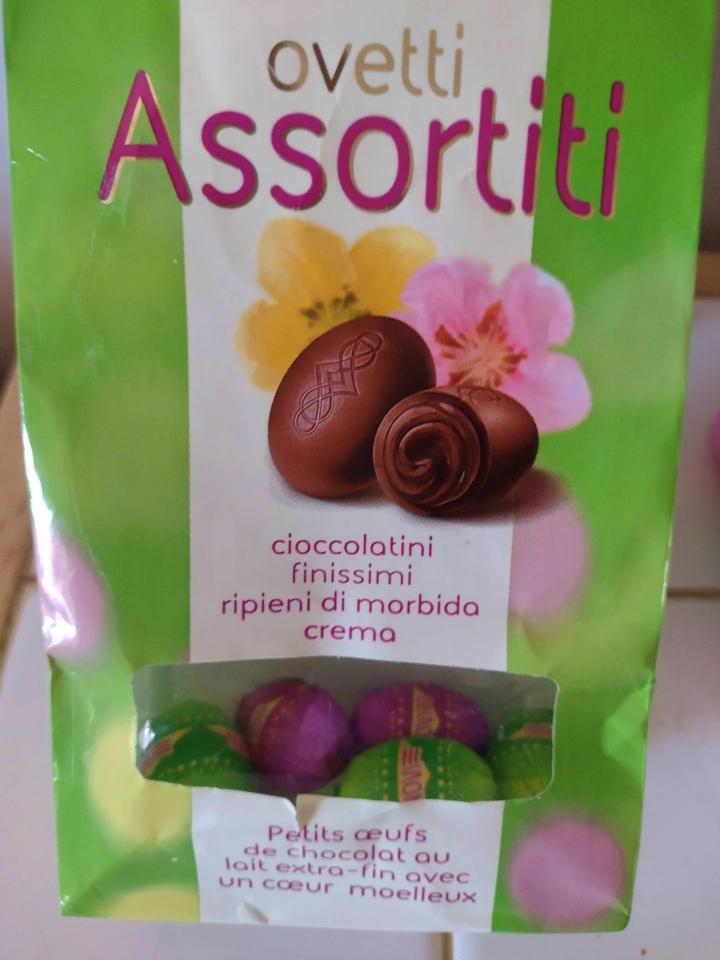 ovetti
Assortiti
cioccolatini
finissimi
ripieni di morbida
crema
Petits œufs
de chocolat au
lait extra-fin avec
un cœur moelleux